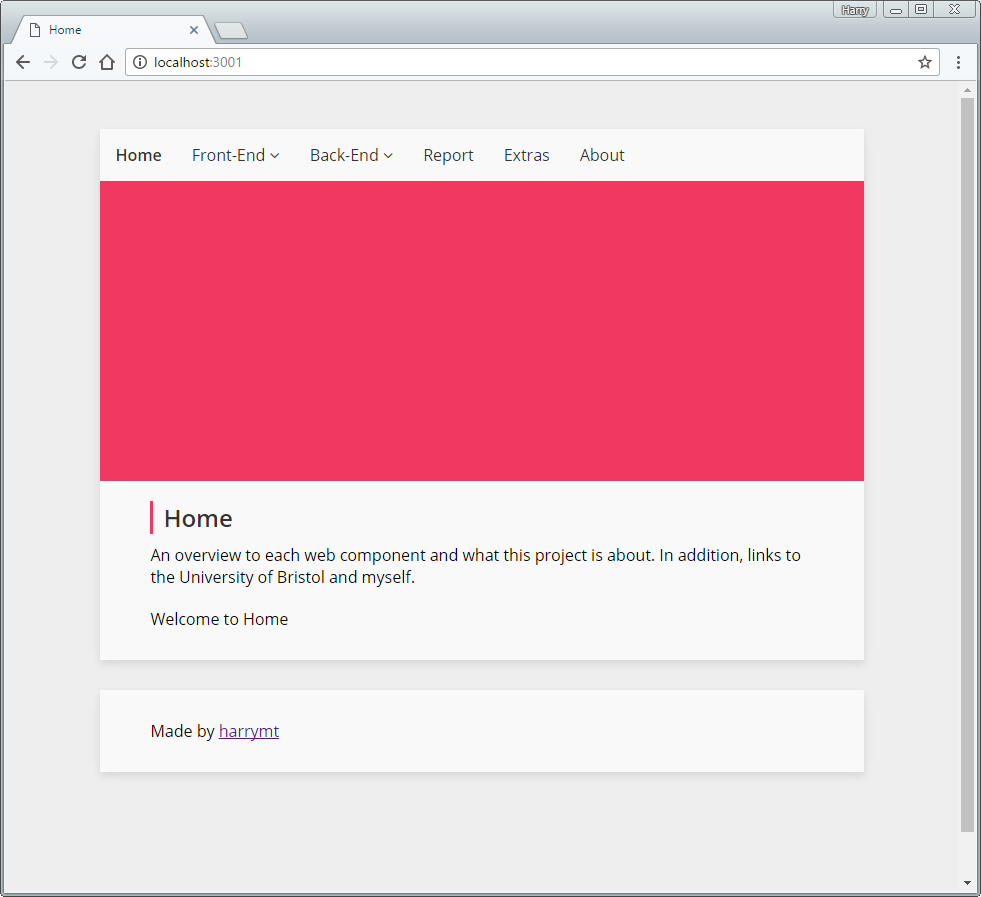 Harry
Home
localhost:3001
Home Front-End Back-End Report Extras About
Home
An overview to each web component and what this project is about. In addition, links to
the University of Bristol and myself.
Welcome to Home
Made by harrymt